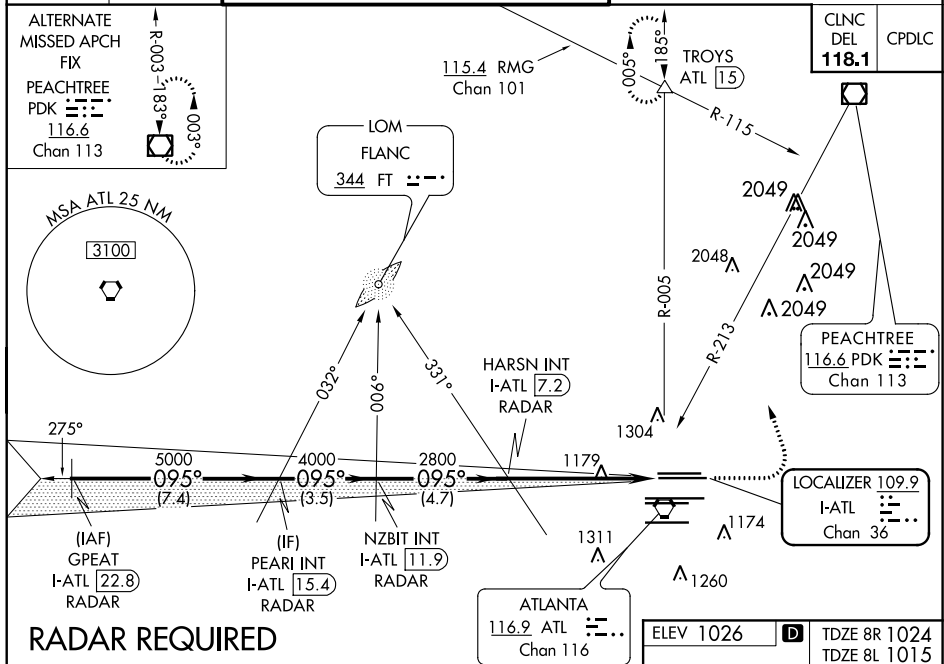 ALTERNATE
MISSED APCH
FIX
PEACHTREE
PDK
116.6
Chan 113
R-003
183°
003°
115.4 RMG
Chan 101
005°
185°
TROYS
ATL 15
R-115
CLNC
DEL
118.1
CPDLC
LOM
FLANC
344 FT
MSA ATL 25 NM
3100
2049
2049
2048
2049
2049
R-005
R-213
PEACHTREE
116.6 PDK
Chan 113
032°
006°
331°
HARSN INT
I-ATL 7.2
RADAR
1304
275°
5000
095°
(7.4)
4000
095°
(3.5)
2800
095°
(4.7)
1179
LOCALIZER 109.9
I-ATL
Chan 36
(IAF)
GPEAT
I-ATL 22.8
RADAR
(IF)
PEARI INT
I-ATL 15.4
RADAR
NZBIT INT
I-ATL 11.9
RADAR
1311
1174
1260
ATLANTA
116.9 ATL
Chan 116
RADAR REQUIRED
ELEV 1026
D
TDZE 8R 1024
TDZE 8L 1015